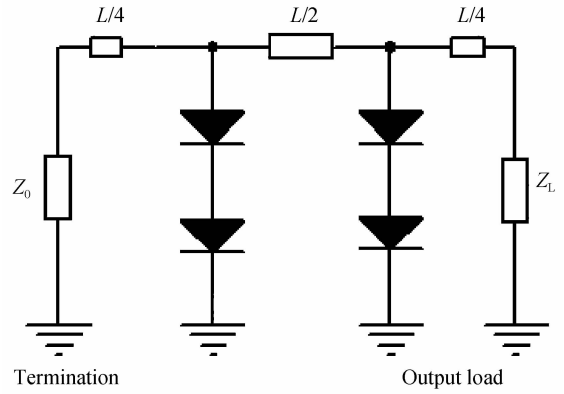 L/4
L/2
L/4
Z0
ZL
Termination
Output load